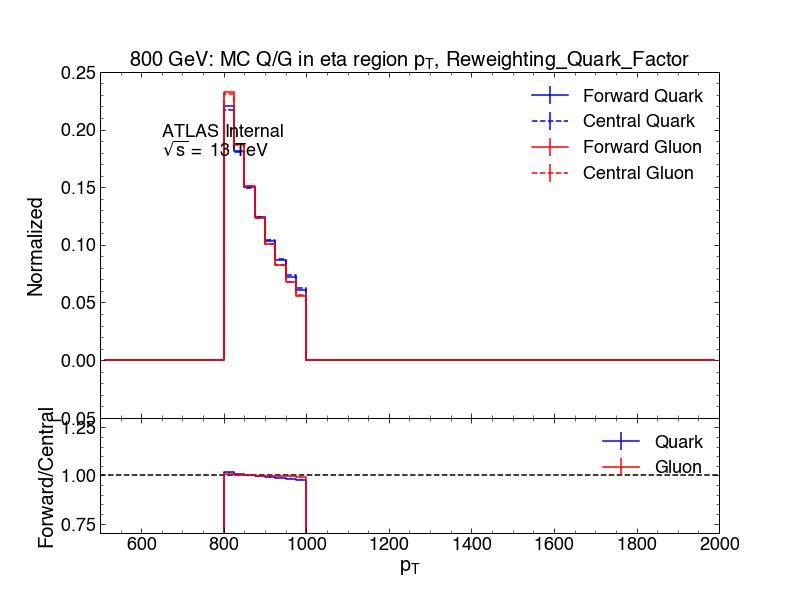 800 GeV: MC Q/G in eta region pT, Reweighting_Quark_Factor
0.25
0.20
0.15
0.10
0.05
0.00
−0.05
Normalized
ATLAS Internal
√s = 13 TeV
Forward Quark
Central Quark
Forward Gluon
Central Gluon
1.25
1.00
0.75
Forward/Central
Quark
Gluon
600 800 1000 1200 1400 1600 1800 2000
pT